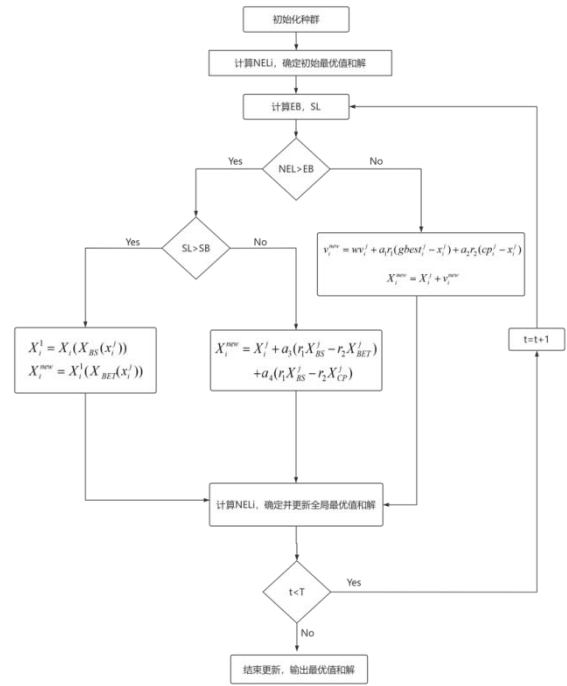 初始化种群
计算NELi，确定初始最优值和解
计算EB，SL
NEL>EB
Yes
No
SL>SB
Yes
No
v_i^{new}=wv_i^j+a_1r_1(gbest_i^j-x_i^j)+a_2r_2(cp_i^j-x_i^j)
X_i^{new}=X_i^j+v_i^{new}
X_i^1=X_i(X_{BS}(x_i^j))
X_i^{new}=X_i^1(X_{BET}(x_i^j))
X_i^{new}=X_i^j+a_3(r_1X_{BS}^j-r_2X_{BET}^j)
+a_4(r_1X_{BS}^j-r_2X_{CP}^j)
t=t+1
计算NELi，确定并更新全局最优值和解
t<T
Yes
No
结束更新，输出最优值和解